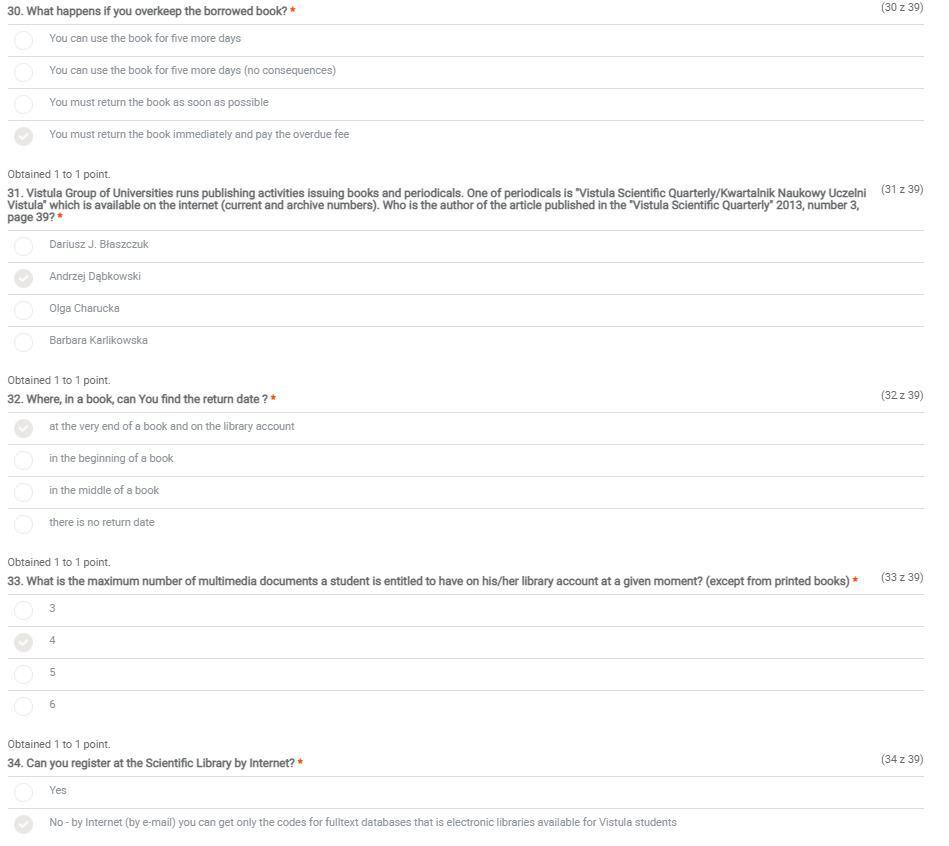 30. What happens if you overkeep the borrowed book? *
(30 z 39)
You can use the book for five more days
You can use the book for five more days (no consequences)
You must return the book as soon as possible
You must return the book immediately and pay the overdue fee
Obtained 1 to 1 point.
31. Vistula Group of Universities runs publishing activities issuing books and periodicals. One of periodicals is "Vistula Scientific Quarterly/Kwartalnik Naukowy Uczelni
(31 z 39)
Vistula" which is available on the internet (current and archive numbers). Who is the author of the article published in the "Vistula Scientific Quarterly" 2013, number 3,
page 39? *
Dariusz J. Błaszczuk
Andrzej Dąbkowski
Olga Charucka
Barbara Karlikowska
Obtained 1 to 1 point.
32. Where, in a book, can You find the return date ? *
(32 z 39)
at the very end of a book and on the library account
in the beginning of a book
in the middle of a book
there is no return date
Obtained 1 to 1 point.
33. What is the maximum number of multimedia documents a student is entitled to have on his/her library account at a given moment? (except from printed books) *
(33 z 39)
3
4
5
6
Obtained 1 to 1 point.
34. Can you register at the Scientific Library by Internet? *
(34 z 39)
Yes
No - by Internet (by e-mail) you can get only the codes for fulltext databases that is electronic libraries available for Vistula students